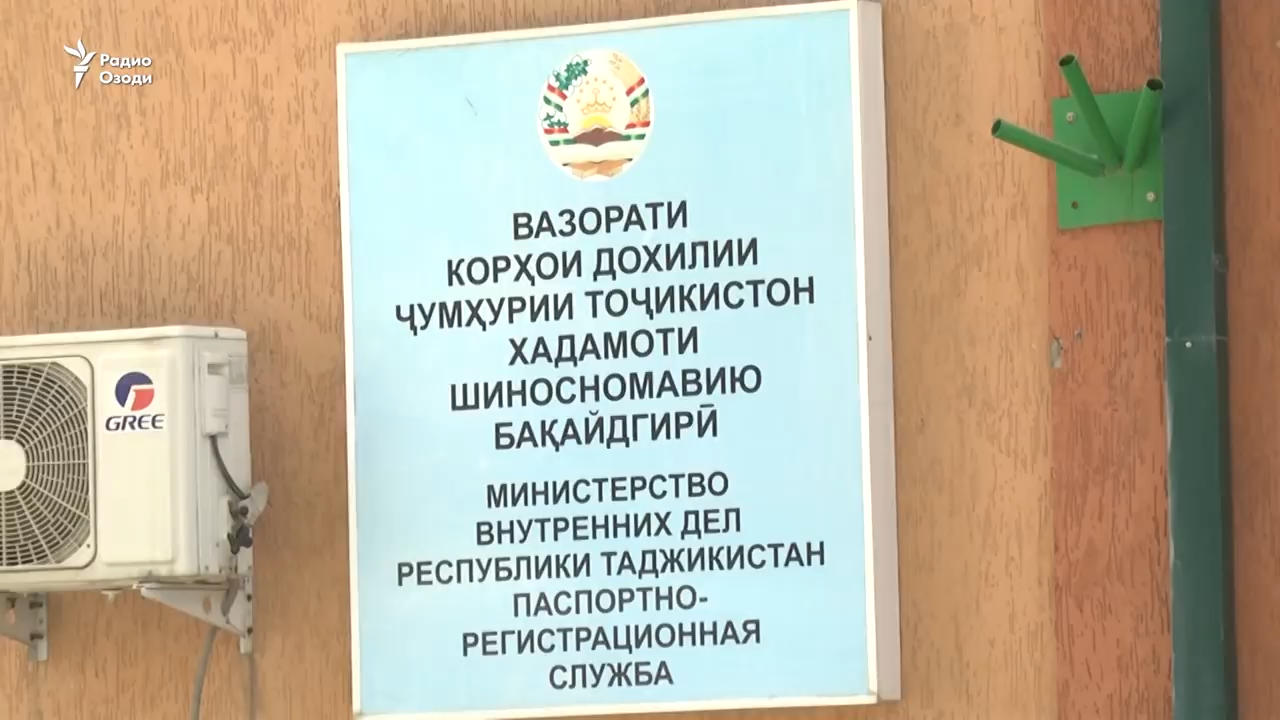 Радио
Озоди
ВАЗОРАТИ
КОРҲОИ ДОХИЛИИ
ҶУМҲУРИИ ТОҶИКИСТОН
ХАДАМОТИ
ШИНОСНОМАВИЮ
БАҚАЙДГИРӢ
МИНИСТЕРСТВО
ВНУТРЕННИХ ДЕЛ
РЕСПУБЛИКИ ТАДЖИКИСТАН
ПАСПОРТНО-
РЕГИСТРАЦИОННАЯ
СЛУЖБА
GREE